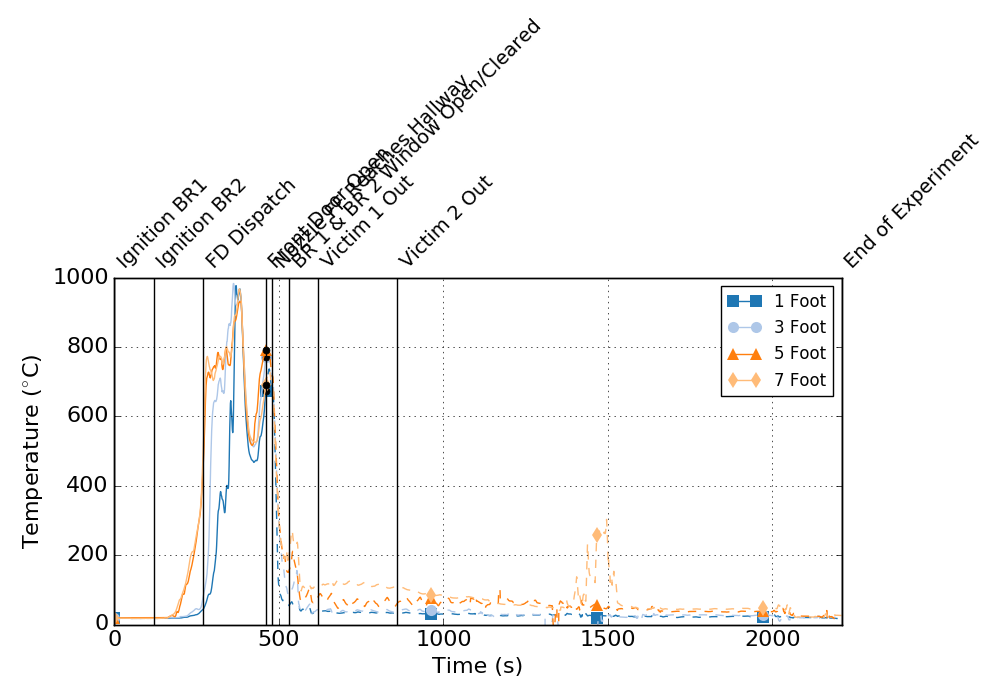 Ignition BR1
Ignition BR2
FD Dispatch
Front Door Open
Nozzle FF Reaches Hallway
BR 1 & BR 2 Window Open/Cleared
Victim 1 Out
Victim 2 Out
End of Experiment
1000
800
600
400
200
0
Temperature (°C)
1 Foot
3 Foot
5 Foot
7 Foot
0
500
1000
1500
2000
Time (s)